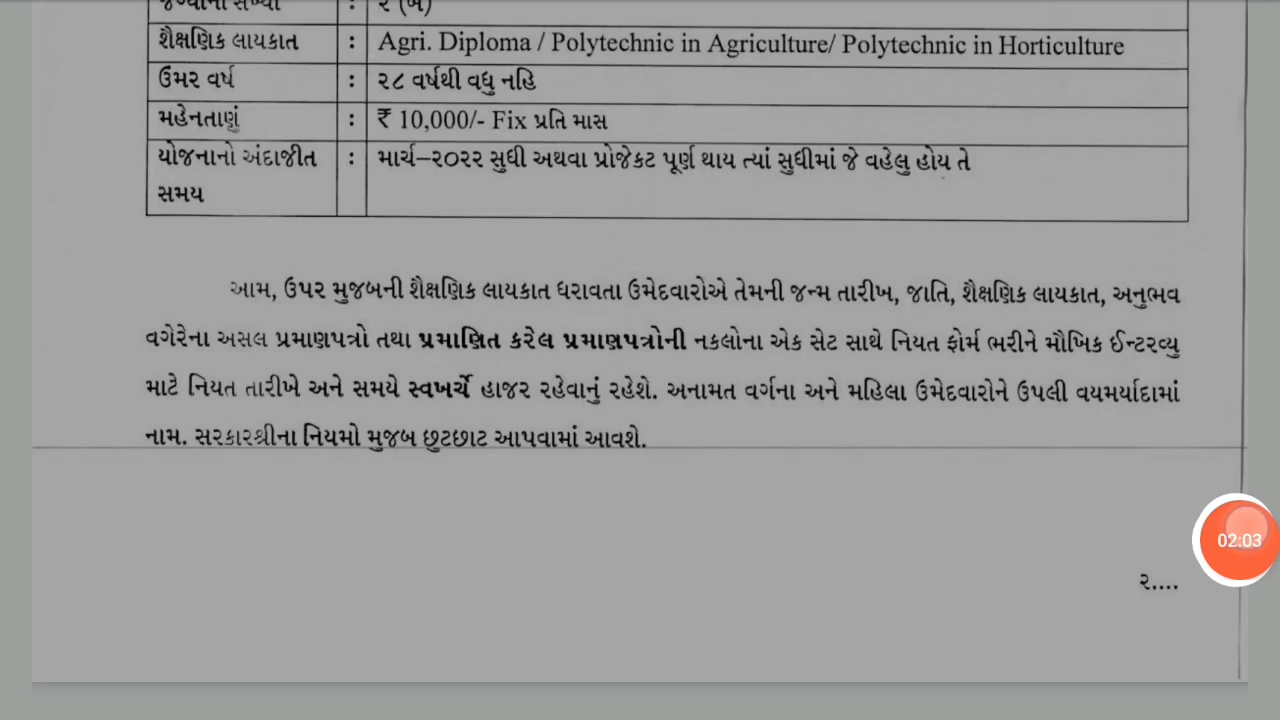 જગ્યાની સંખ્યા : ૨ (બે)
શૈક્ષણિક લાયકાત : Agri. Diploma / Polytechnic in Agriculture/ Polytechnic in Horticulture
ઉંમર વર્ષ : ૨૮ વર્ષથી વધુ નહિ
મહેનતાણું : ₹ 10,000/- Fix પ્રતિ માસ
યોજનાનો અંદાજીત : માર્ચ–૨૦૨૨ સુધી અથવા પ્રોજેકટ પૂર્ણ થાય ત્યાં સુધીમાં જે વહેલુ હોય તે
સમય
આમ, ઉપર મુજબની શૈક્ષણિક લાયકાત ધરાવતા ઉમેદવારોએ તેમની જન્મ તારીખ, જાતિ, શૈક્ષણિક લાયકાત, અનુભવ
વગેરેના અસલ પ્રમાણપત્રો તથા પ્રમાણિત કરેલ પ્રમાણપત્રોની નકલોના એક સેટ સાથે નિયત ફોર્મ ભરીને મૌખિક ઈન્ટરવ્યુ
માટે નિયત તારીખે અને સમયે સ્વખર્ચે હાજર રહેવાનું રહેશે. અનામત વર્ગના અને મહિલા ઉમેદવારોને ઉપલી વયમર્યાદામાં
નામ. સરકારશ્રીના નિયમો મુજબ છુટછાટ આપવામાં આવશે.
02:03
૨....